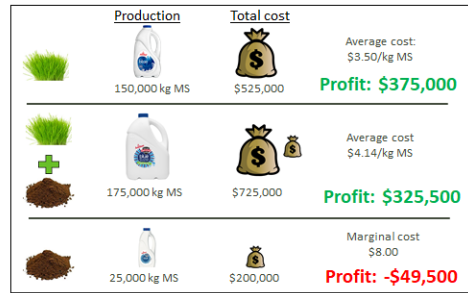 Production Total cost
Average cost:
$3.50/kg MS
150,000 kg MS $525,000 Profit: $375,000
Average cost
$4.14/kg MS
175,000 kg MS $725,000 Profit: $325,500
Marginal cost
$8.00
25,000 kg MS $200,000 Profit: -$49,500